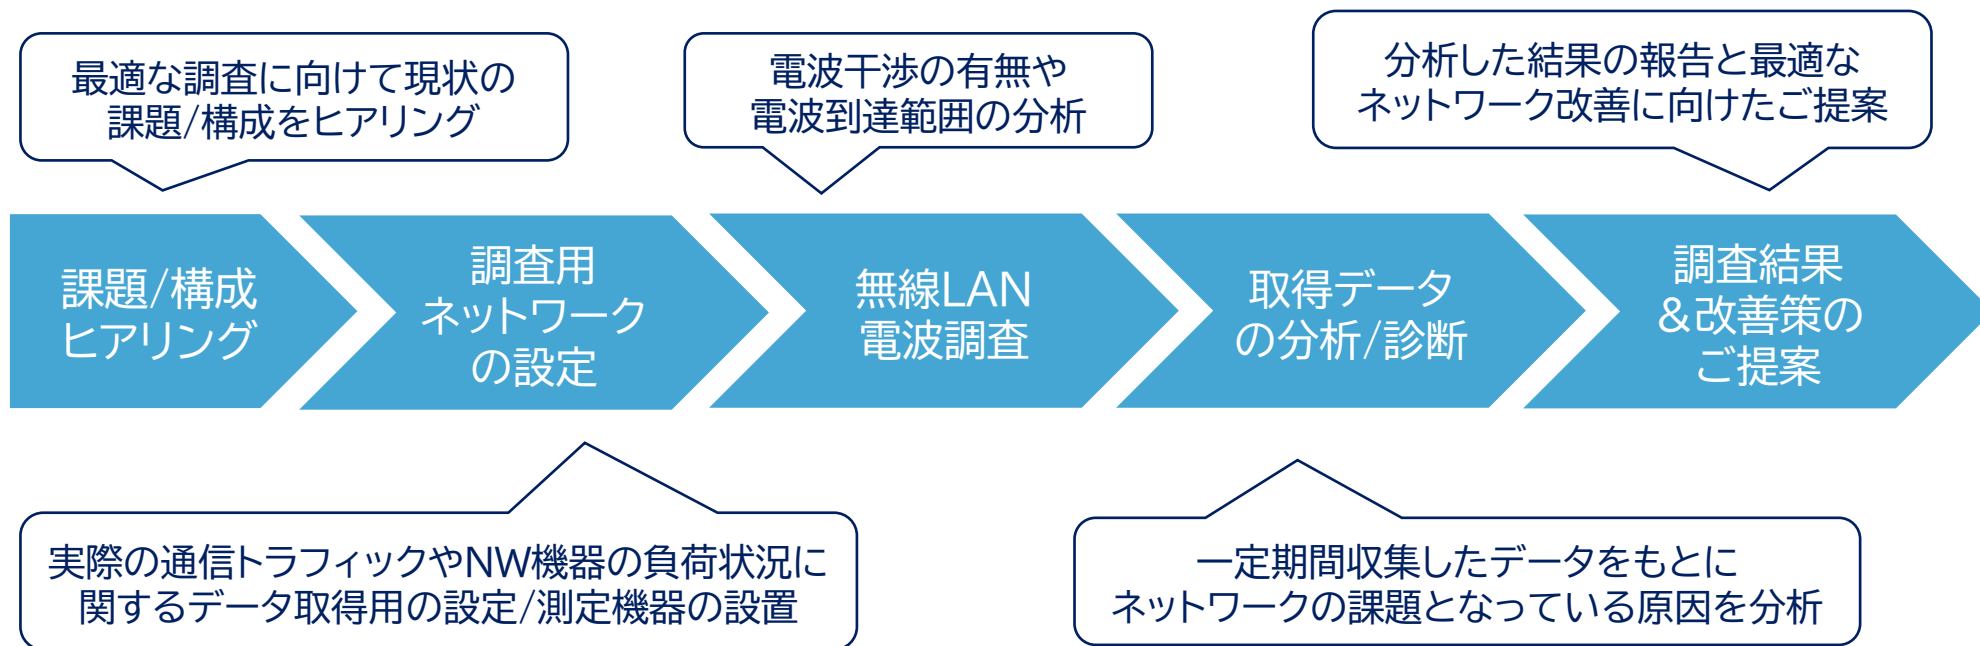 最適な調査に向けて現状の
課題/構成をヒアリング
電波干渉の有無や
電波到達範囲の分析
分析した結果の報告と最適な
ネットワーク改善に向けたご提案
課題/構成
ヒアリング
調査用
ネットワーク
の設定
無線LAN
電波調査
取得データ
の分析/診断
調査結果
&改善策の
ご提案
実際の通信トラフィックやNW機器の負荷状況に
関するデータ取得用の設定/測定機器の設置
一定期間収集したデータをもとに
ネットワークの課題となっている原因を分析